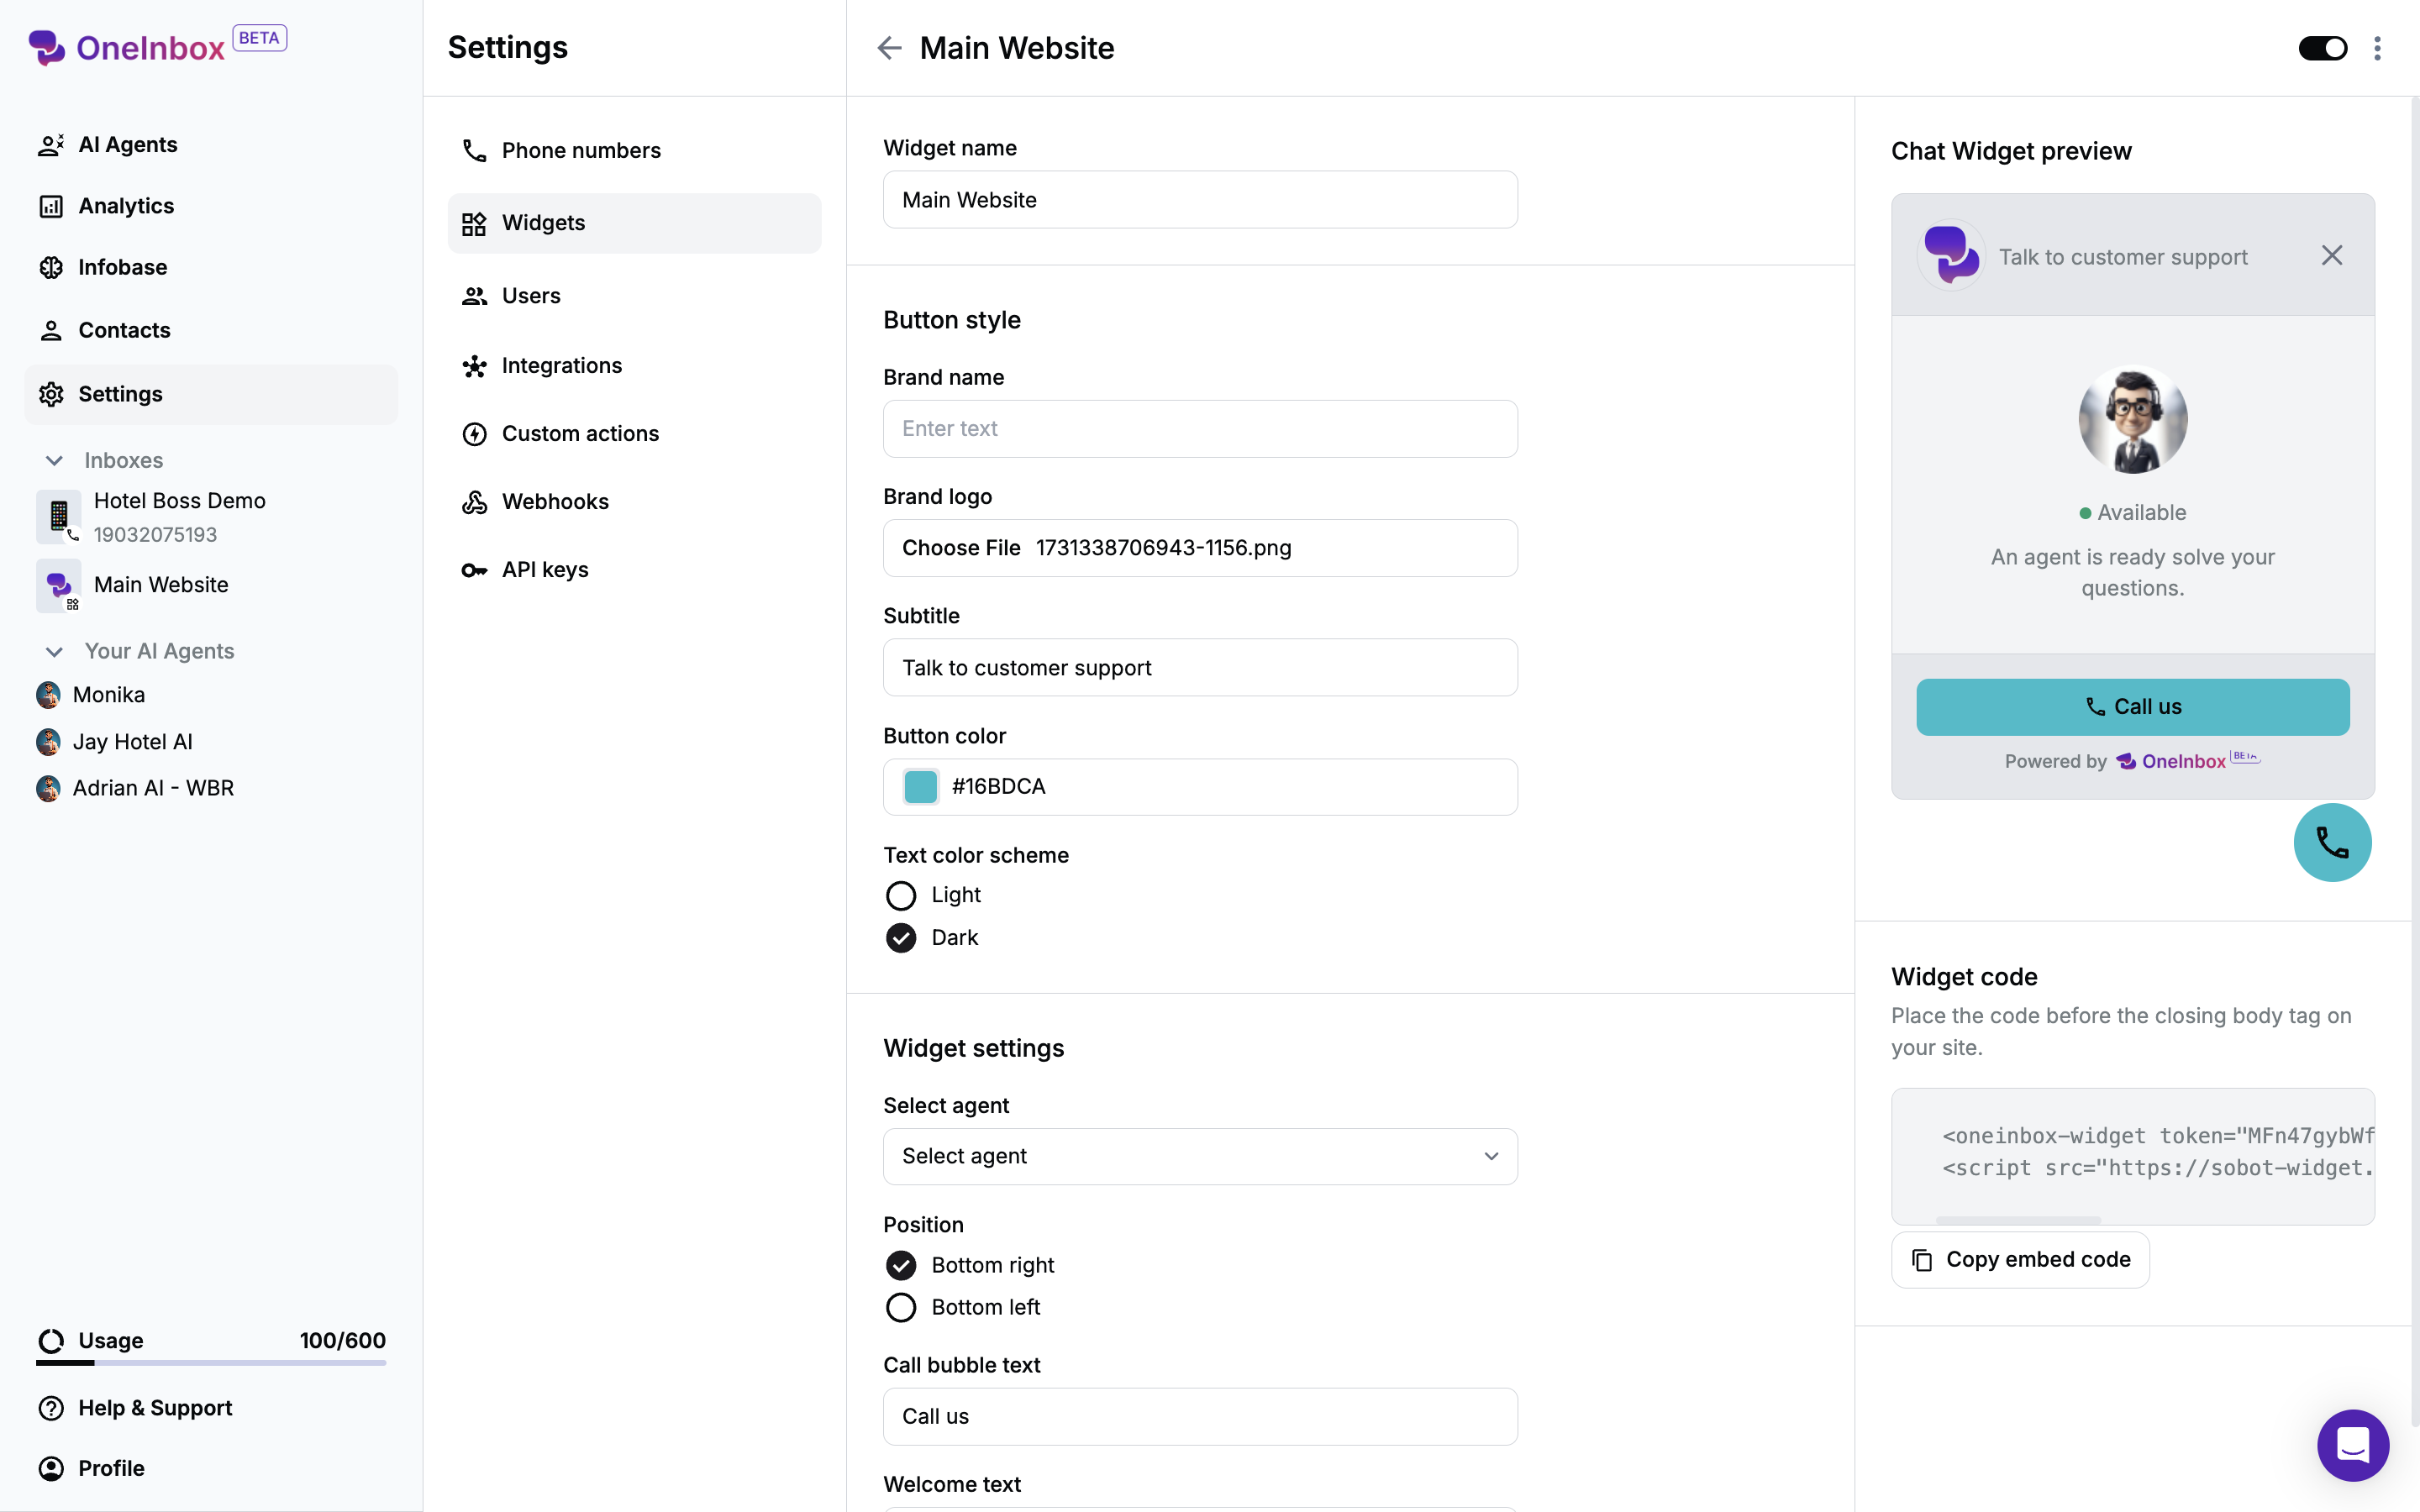 OneInbox BETA
AI Agents
Analytics
Infobase
Contacts
Settings
Inboxes
Hotel Boss Demo
19032075193
Main Website
Your AI Agents
Monika
Jay Hotel AI
Adrian AI - WBR
Usage 100/600
Help & Support
Profile
Settings
Phone numbers
Widgets
Users
Integrations
Custom actions
Webhooks
API keys
Main Website
Widget name
Main Website
Button style
Brand name
Enter text
Brand logo
Choose File 1731338706943-1156.png
Subtitle
Talk to customer support
Button color
#16BDCA
Text color scheme
Light
Dark
Widget settings
Select agent
Select agent
Position
Bottom right
Bottom left
Call bubble text
Call us
Welcome text
Chat Widget preview
Talk to customer support
Available
An agent is ready solve your
questions.
Call us
Powered by OneInbox BETA
Widget code
Place the code before the closing body tag on
your site.
<oneinbox-widget token="MFn47gybWf
<script src="https://sobot-widget.
Copy embed code